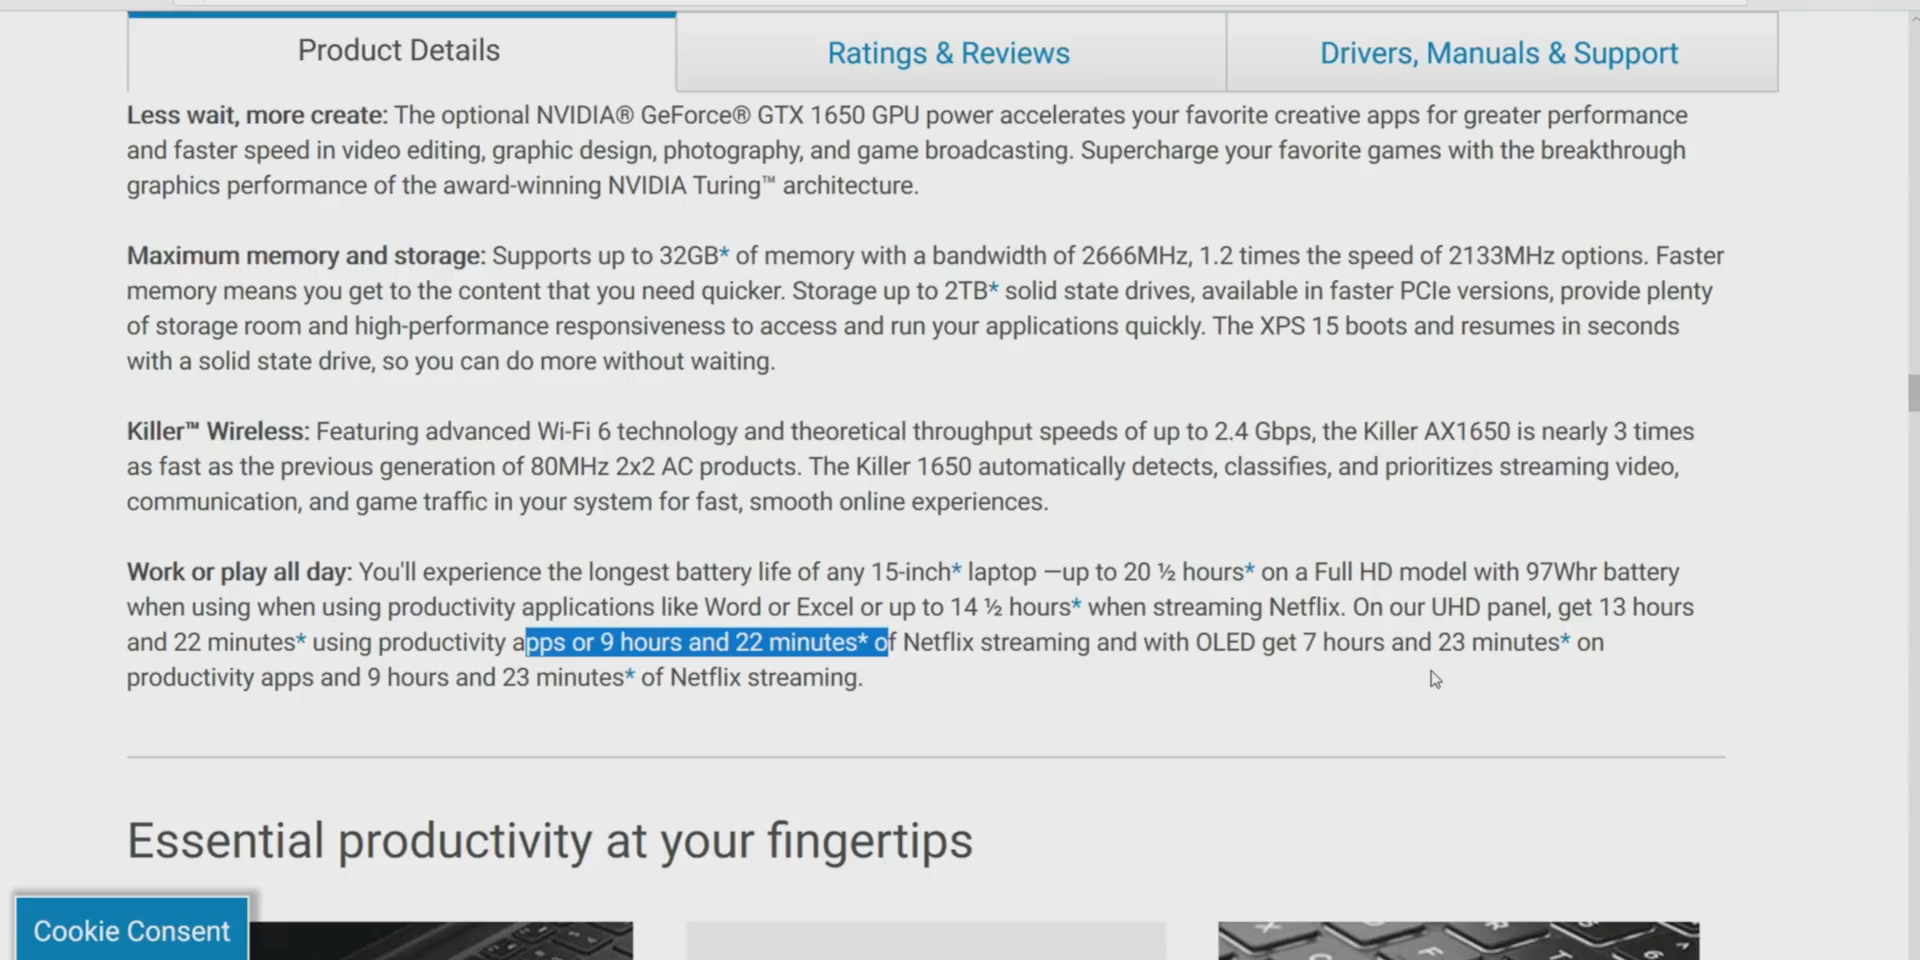 Product Details
Ratings & Reviews
Drivers, Manuals & Support
Less wait, more create: The optional NVIDIA® GeForce® GTX 1650 GPU power accelerates your favorite creative apps for greater performance
and faster speed in video editing, graphic design, photography, and game broadcasting. Supercharge your favorite games with the breakthrough
graphics performance of the award-winning NVIDIA Turing™ architecture.
Maximum memory and storage: Supports up to 32GB* of memory with a bandwidth of 2666MHz, 1.2 times the speed of 2133MHz options. Faster
memory means you get to the content that you need quicker. Storage up to 2TB* solid state drives, available in faster PCIe versions, provide plenty
of storage room and high-performance responsiveness to access and run your applications quickly. The XPS 15 boots and resumes in seconds
with a solid state drive, so you can do more without waiting.
Killer™ Wireless: Featuring advanced Wi-Fi 6 technology and theoretical throughput speeds of up to 2.4 Gbps, the Killer AX1650 is nearly 3 times
as fast as the previous generation of 80MHz 2x2 AC products. The Killer 1650 automatically detects, classifies, and prioritizes streaming video,
communication, and game traffic in your system for fast, smooth online experiences.
Work or play all day: You'll experience the longest battery life of any 15-inch* laptop —up to 20 ½ hours* on a Full HD model with 97Whr battery
when using when using productivity applications like Word or Excel or up to 14 ½ hours* when streaming Netflix. On our UHD panel, get 13 hours
and 22 minutes* using productivity apps or 9 hours and 22 minutes* of Netflix streaming and with OLED get 7 hours and 23 minutes* on
productivity apps and 9 hours and 23 minutes* of Netflix streaming.
Essential productivity at your fingertips
Cookie Consent